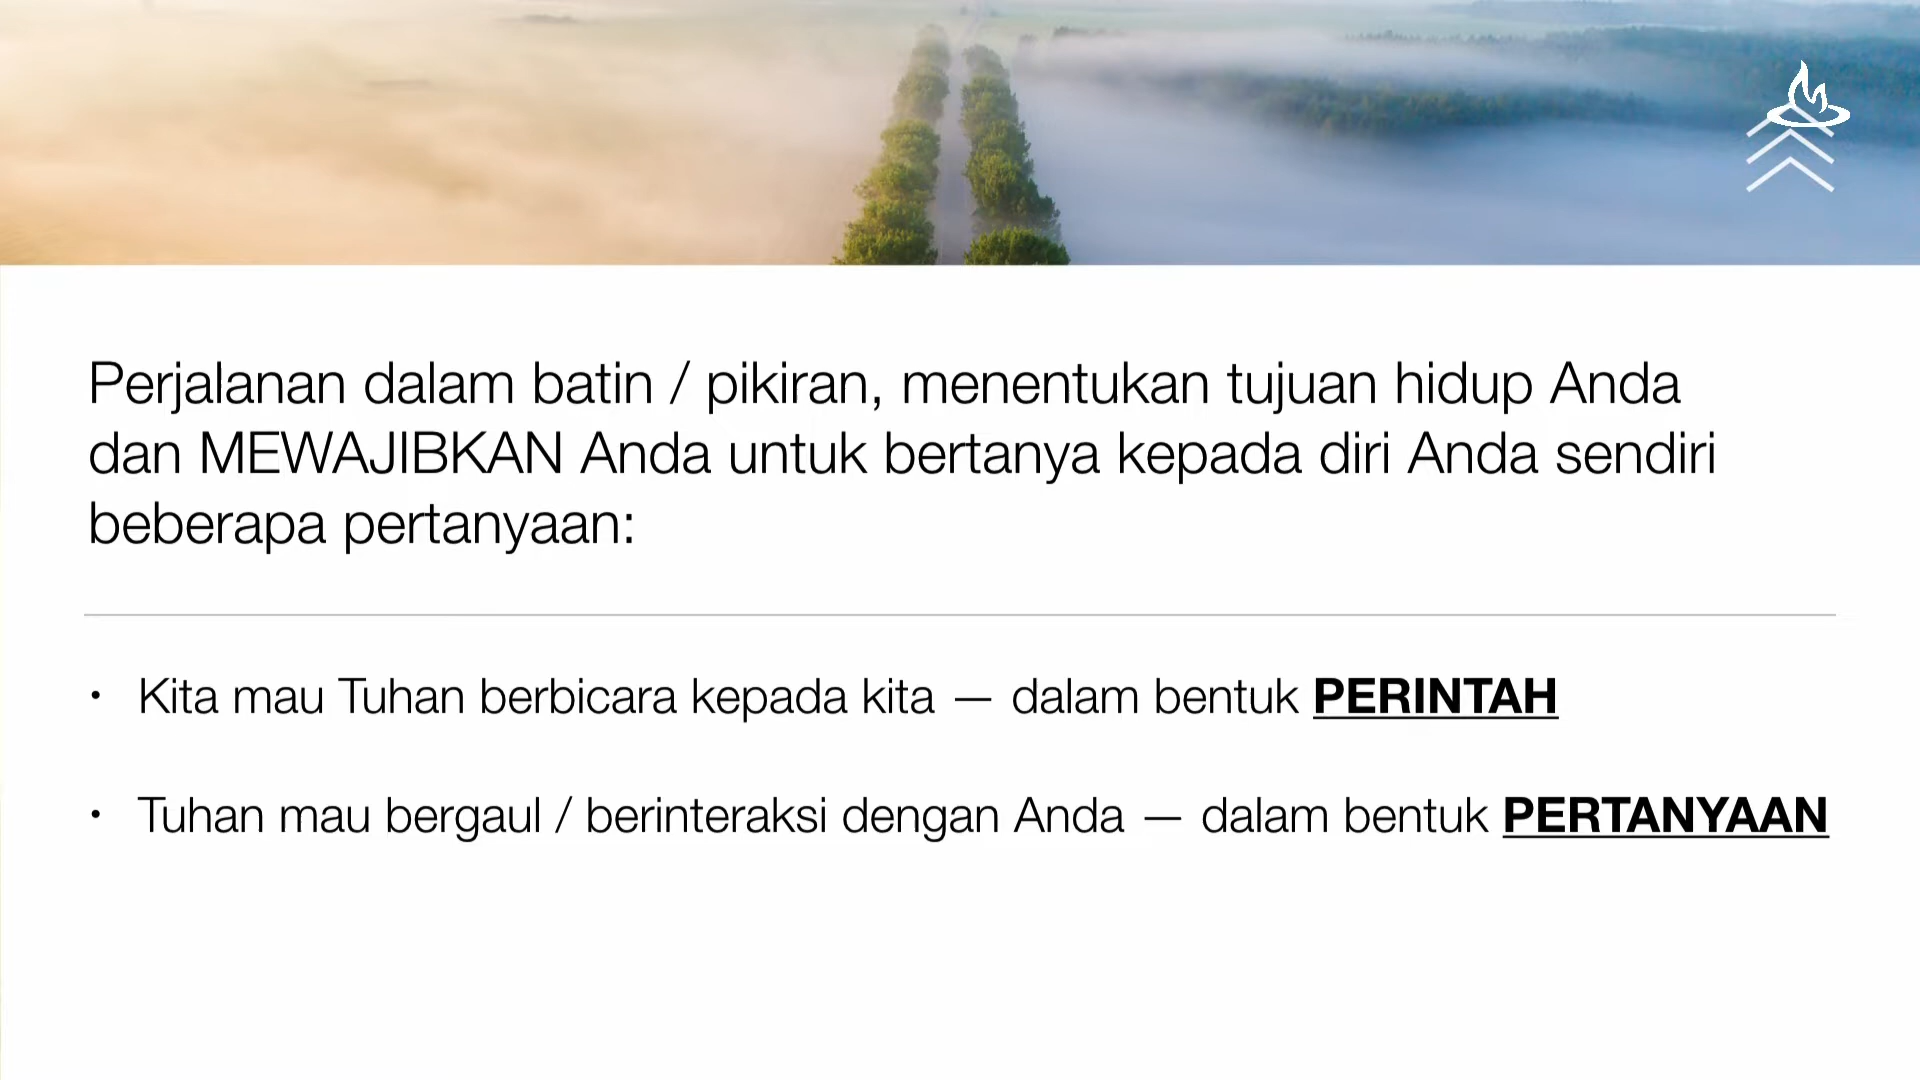 Perjalanan dalam batin / pikiran, menentukan tujuan hidup Anda
dan MEWAJIBKAN Anda untuk bertanya kepada diri Anda sendiri
beberapa pertanyaan:
• Kita mau Tuhan berbicara kepada kita — dalam bentuk PERINTAH
• Tuhan mau bergaul / berinteraksi dengan Anda — dalam bentuk PERTANYAAN